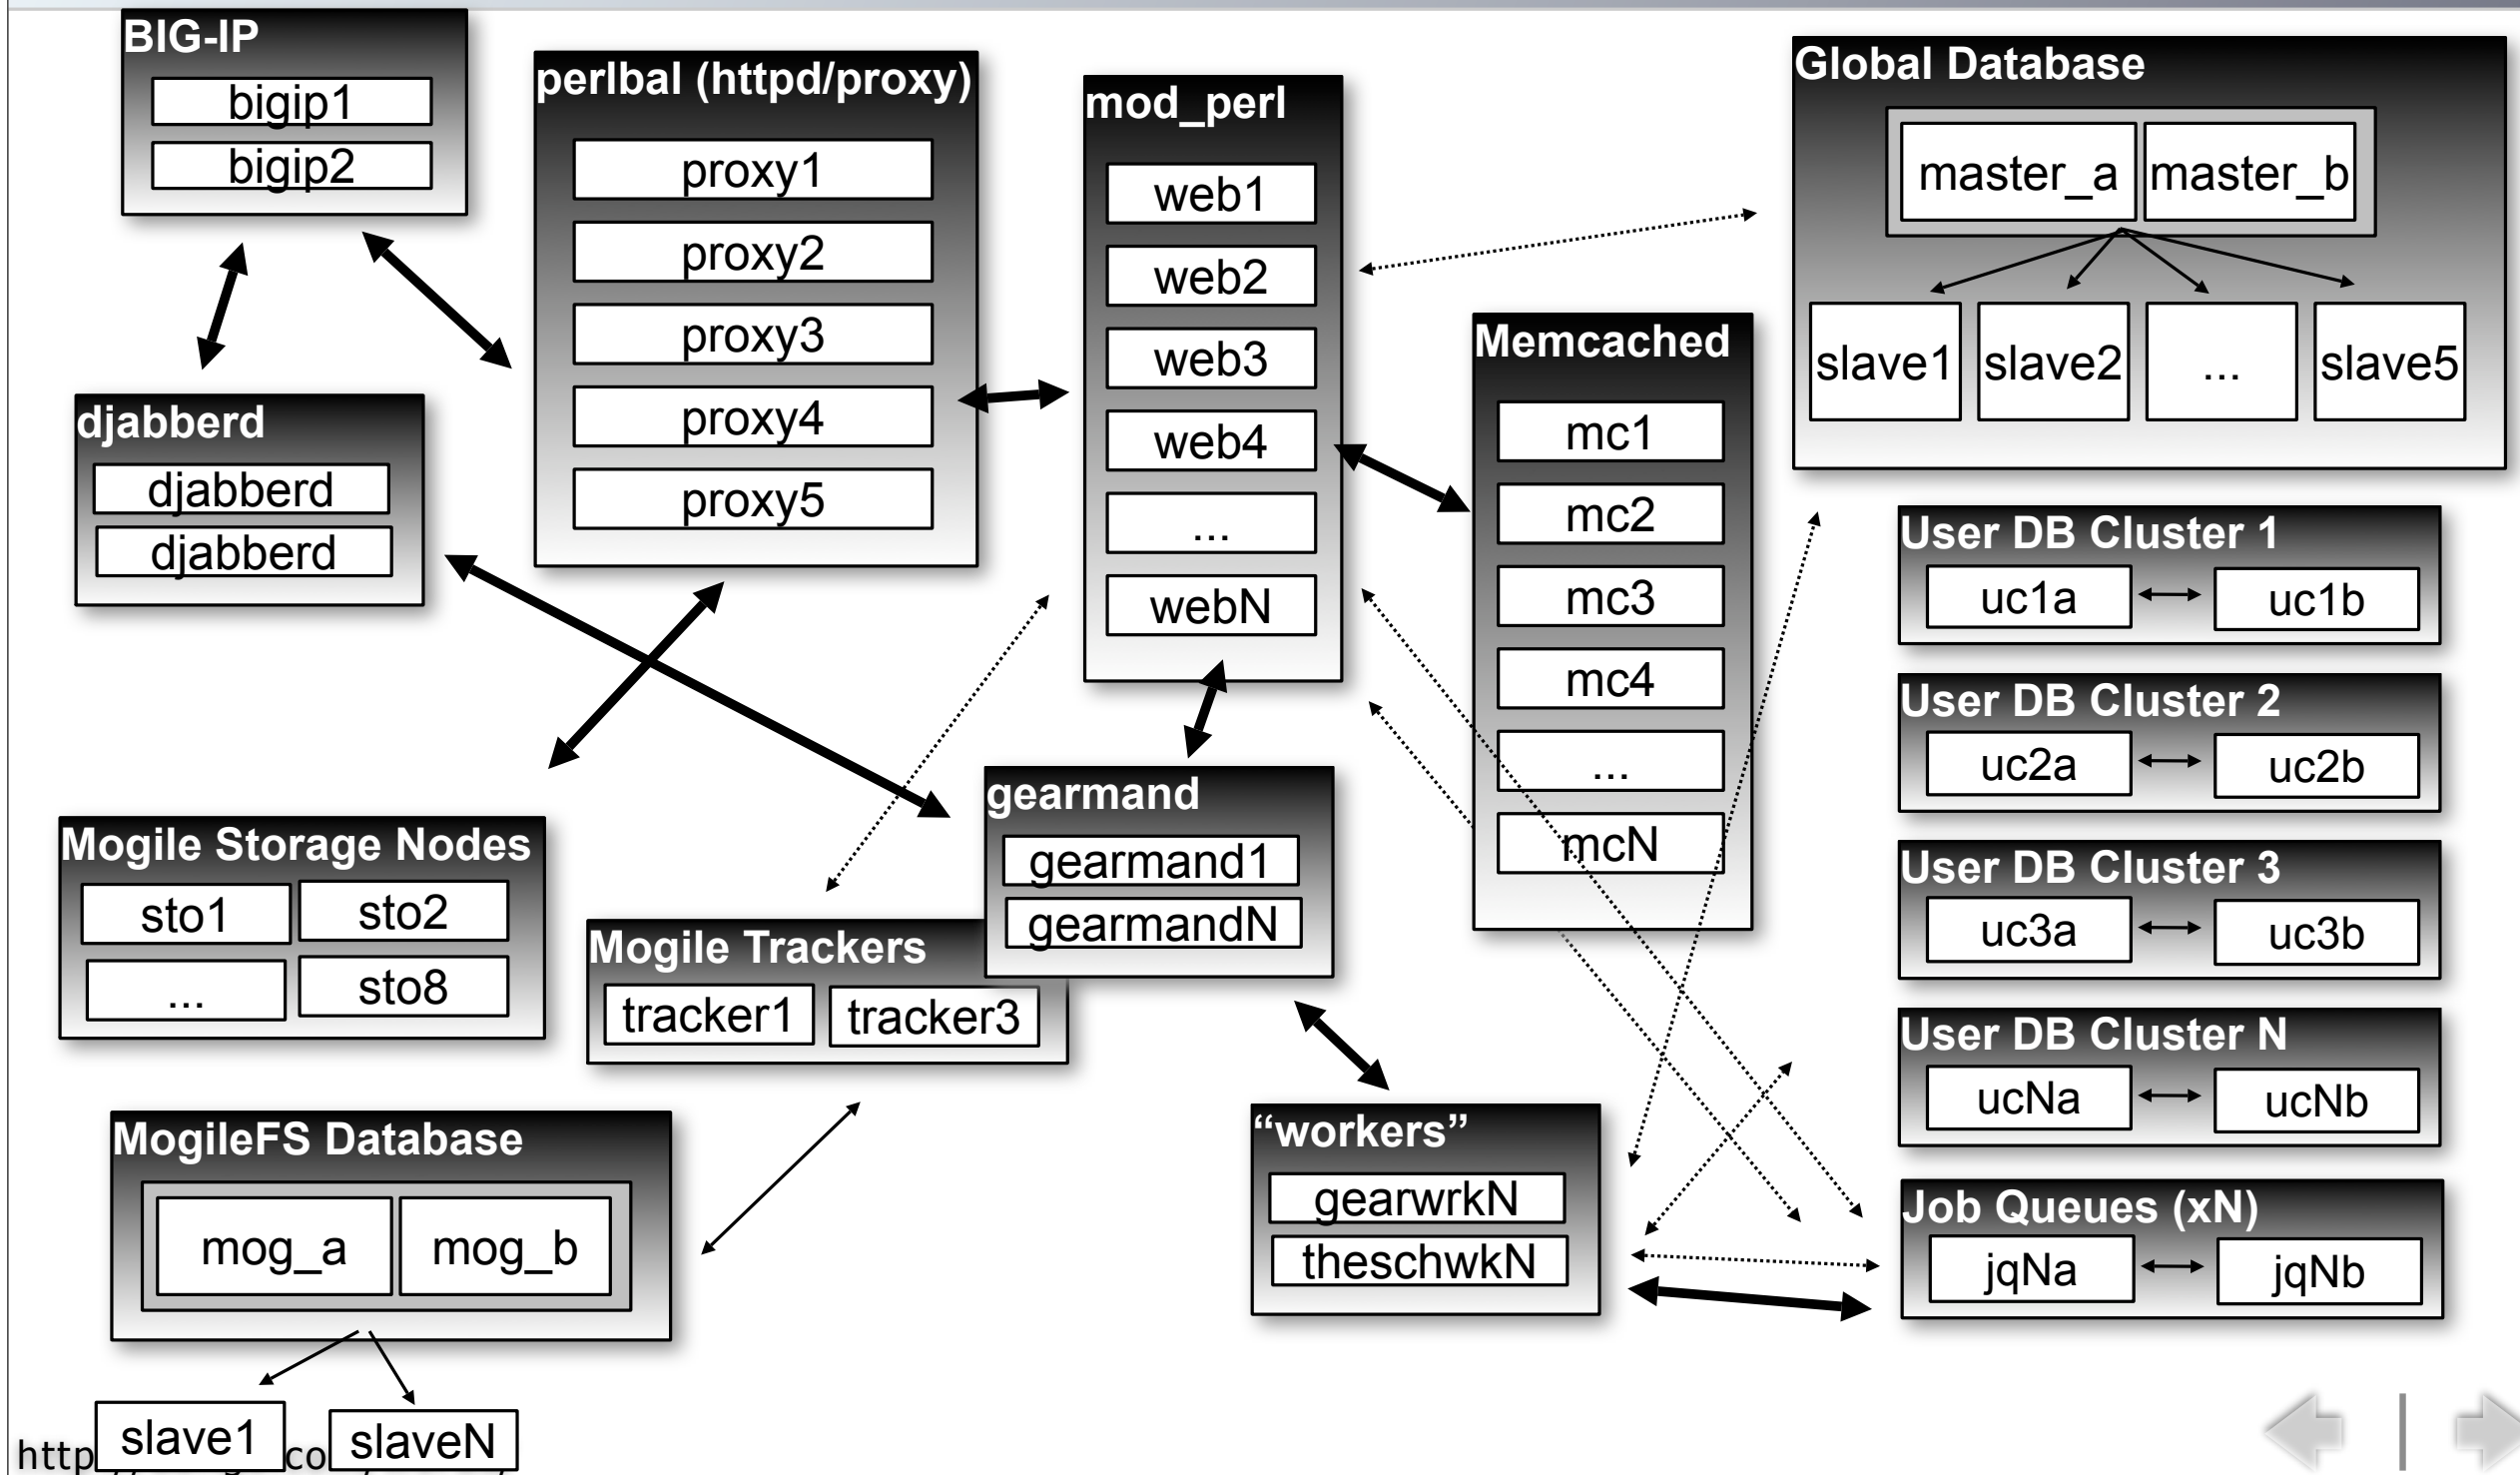 BIG-IP
bigip1
bigip2
perlbal (httpd/proxy)
proxy1
proxy2
proxy3
proxy4
proxy5
mod_perl
web1
web2
web3
web4
...
webN
Global Database
master_a master_b
slave1 slave2 ... slave5
Memcached
mc1
mc2
mc3
mc4
...
mcN
djabberd
djabberd
djabberd
User DB Cluster 1
uc1a uc1b
User DB Cluster 2
uc2a uc2b
User DB Cluster 3
uc3a uc3b
User DB Cluster N
ucNa ucNb
gearmand
gearmand1
gearmandN
Mogile Storage Nodes
sto1 sto2
... sto8
Mogile Trackers
tracker1 tracker3
MogileFS Database
mog_a mog_b
slave1 slaveN
“workers”
gearwrkN
theschwkN
Job Queues (xN)
jqNa jqNb
http